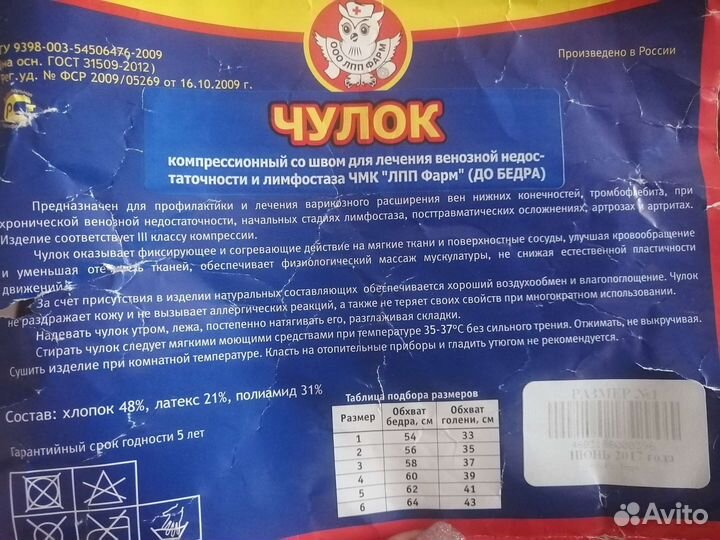 ТУ 9398-003-54506476-2009
(на осн. ГОСТ 31509-2012)
Рег.уд. № ФСР 2009/05269 от 16.10.2009 г.
ООО ЛПП ФАРМ
Произведено в России
ЧУЛОК
компрессионный со швом для лечения венозной недос-
таточности и лимфостаза ЧМК "ЛПП Фарм" (ДО БЕДРА)
Предназначен для профилактики и лечения варикозного расширения вен нижних конечностей, тромбофлебита, при
хронической венозной недостаточности, начальных стадиях лимфостаза, посттравматических осложнениях, артрозах и артритах.
Изделие соответствует III классу компрессии.
Чулок оказывает фиксирующее и согревающее действие на мягкие ткани и поверхностные сосуды, улучшая кровообращение
и уменьшая отечность тканей, обеспечивает физиологический массаж мускулатуры, не снижая естественной пластичности
движений.
За счет присутствия в изделии натуральных составляющих обеспечивается хороший воздухообмен и влагопоглощение. Чулок
не раздражает кожу и не вызывает аллергических реакций, а также не теряет своих свойств при многократном использовании.
Надевать чулок утром, лежа, постепенно натягивать его, разглаживая складки.
Стирать чулок следует мягкими моющими средствами при температуре 35-37°С без сильного трения. Отжимать, не выкручивая.
Сушить изделие при комнатной температуре. Класть на отопительные приборы и гладить утюгом не рекомендуется.
Состав: хлопок 48%, латекс 21%, полиамид 31%
Гарантийный срок годности 5 лет
Таблица подбора размеров
Размер Обхват бедра, см Обхват голени, см
1 54 33
2 56 35
3 58 37
4 60 39
5 62 41
6 64 43
РАЗМЕР №1
ИЮНЬ 2017 года
Avito